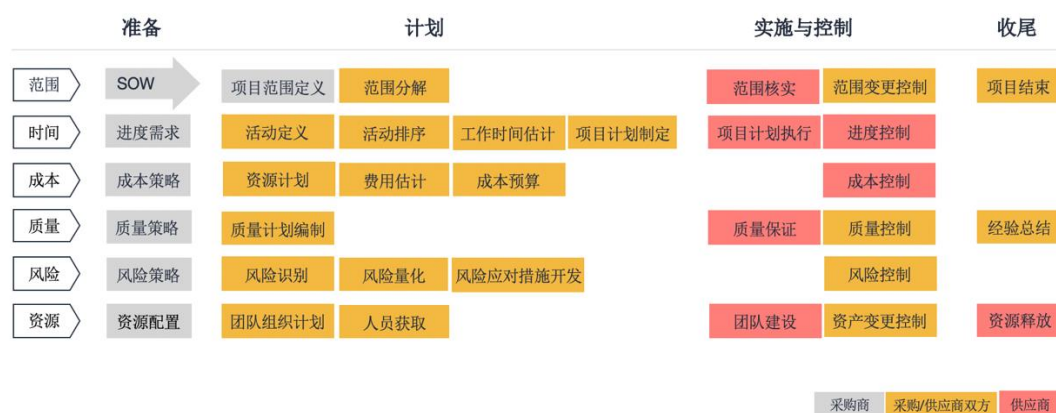 准备 计划 实施与控制 收尾
范围 SOW 项目范围定义 范围分解 范围核实 范围变更控制 项目结束
时间 进度需求 活动定义 活动排序 工作时间估计 项目计划制定 项目计划执行 进度控制
成本 成本策略 资源计划 费用估计 成本预算 成本控制
质量 质量策略 质量计划编制 质量保证 质量控制 经验总结
风险 风险策略 风险识别 风险量化 风险应对措施开发 风险控制
资源 资源配置 团队组织计划 人员获取 团队建设 资产变更控制 资源释放
采购商 采购/供应商双方 供应商